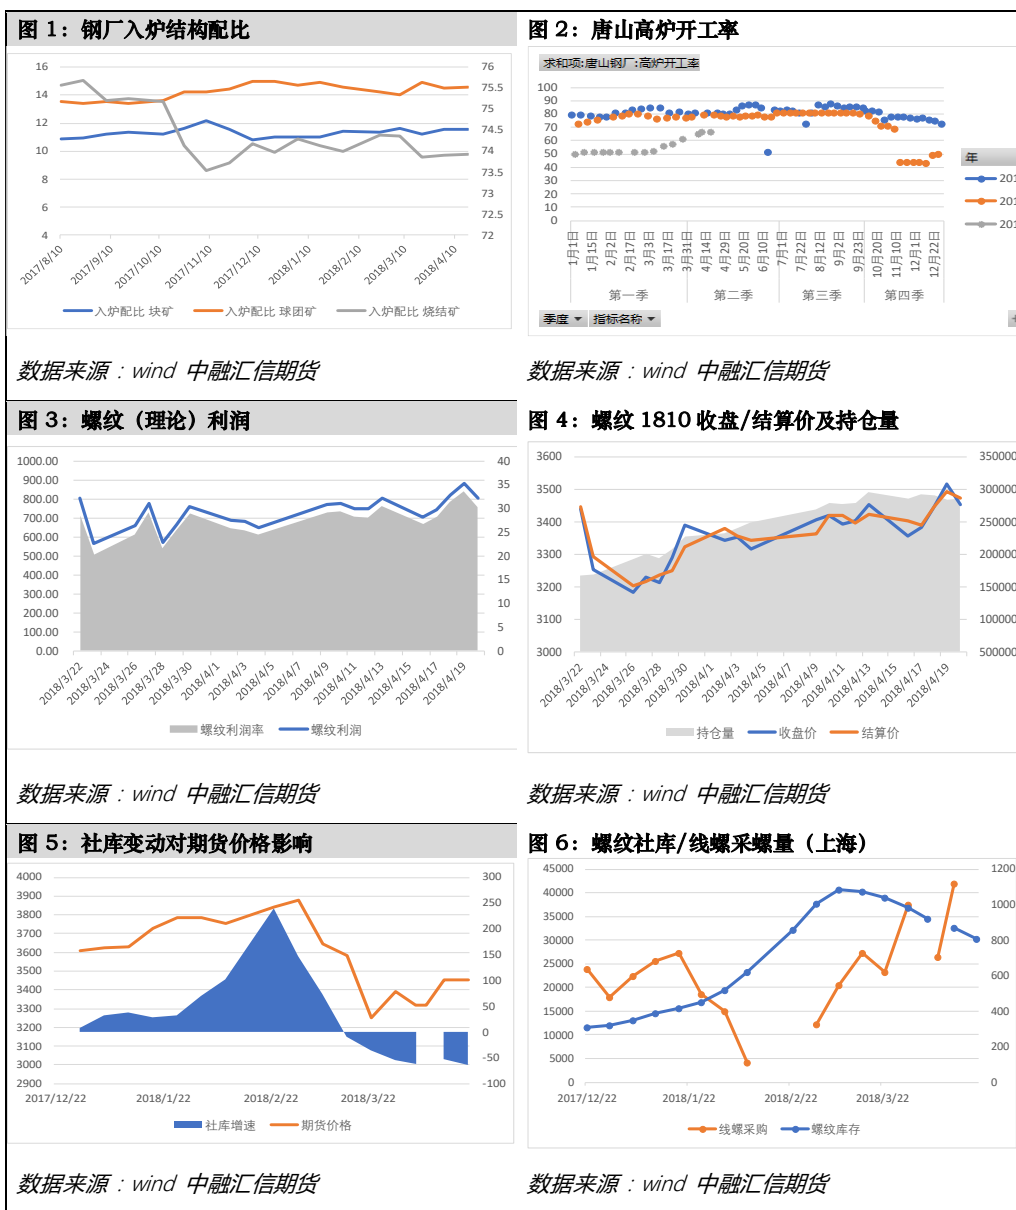 图 1：钢厂入炉结构配比
16
14
12
10
8
6
4
76
75.5
75
74.5
74
73.5
73
72.5
72
2017/8/10
2017/9/10
2017/10/10
2017/11/10
2017/12/10
2018/1/10
2018/2/10
2018/3/10
2018/4/10
入炉配比 块矿
入炉配比 球团矿
入炉配比 烧结矿
数据来源：wind 中融汇信期货
图 2：唐山高炉开工率
求和项:唐山钢厂:高炉开工率
100
90
80
70
60
50
40
30
20
10
0
1月1日
1月15日
2月2日
2月17日
3月3日
3月17日
3月31日
4月14日
4月29日
5月20日
6月10日
7月1日
7月22日
8月12日
9月2日
9月23日
10月20日
11月10日
12月1日
12月22日
第一季
第二季
第三季
第四季
年
201
201
201
季度
指标名称
数据来源：wind 中融汇信期货
图 3：螺纹（理论）利润
1000.00
900.00
800.00
700.00
600.00
500.00
400.00
300.00
200.00
100.00
0.00
40
35
30
25
20
15
10
5
0
2018/3/22
2018/3/24
2018/3/26
2018/3/28
2018/3/30
2018/4/1
2018/4/3
2018/4/5
2018/4/7
2018/4/9
2018/4/11
2018/4/13
2018/4/15
2018/4/17
2018/4/19
螺纹利润率
螺纹利润
数据来源：wind 中融汇信期货
图 4：螺纹 1810 收盘/结算价及持仓量
3600
3500
3400
3300
3200
3100
3000
350000
300000
250000
200000
150000
100000
500000
2018/3/22
2018/3/24
2018/3/26
2018/3/28
2018/3/30
2018/4/1
2018/4/3
2018/4/5
2018/4/7
2018/4/9
2018/4/11
2018/4/13
2018/4/15
2018/4/17
2018/4/19
持仓量
收盘价
结算价
数据来源：wind 中融汇信期货
图 5：社库变动对期货价格影响
4000
3900
3800
3700
3600
3500
3400
3300
3200
3100
3000
2900
300
250
200
150
100
50
0
-50
-100
2017/12/22
2018/1/22
2018/2/22
2018/3/22
社库增速
期货价格
数据来源：wind 中融汇信期货
图 6：螺纹社库/线螺采螺量（上海）
45000
40000
35000
30000
25000
20000
15000
10000
5000
0
1200
1000
800
600
400
200
0
2017/12/22
2018/1/22
2018/2/22
2018/3/22
线螺采购
螺纹库存
数据来源：wind 中融汇信期货